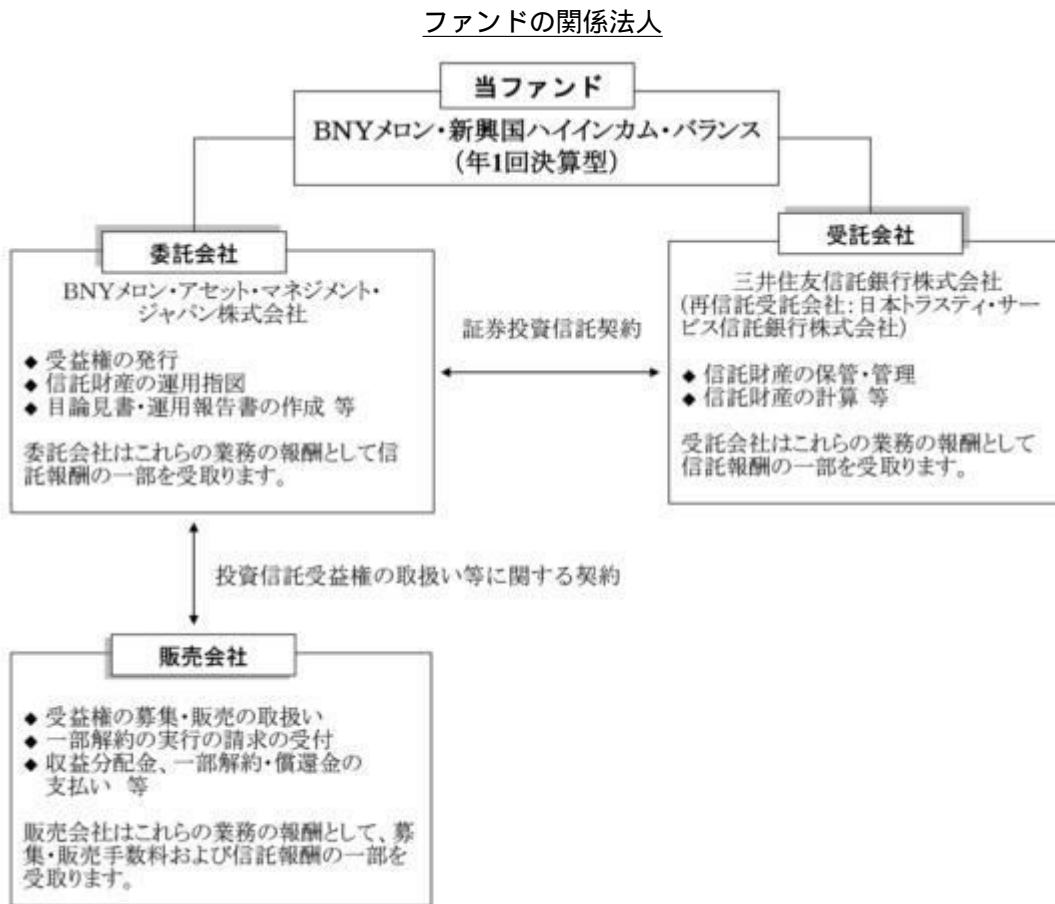 ファンドの関係法人
当ファンド
BNYメロン・新興国ハイインカム・バランス
(年1回決算型)
委託会社
BNYメロン・アセット・マネジメント・
ジャパン株式会社
◆ 受益権の発行
◆ 信託財産の運用指図
◆ 目論見書・運用報告書の作成 等
委託会社はこれらの業務の報酬として信
託報酬の一部を受取ります。
証券投資信託契約
受託会社
三井住友信託銀行株式会社
(再信託受託会社:日本トラスティ・サー
ビス信託銀行株式会社)
◆ 信託財産の保管・管理
◆ 信託財産の計算 等
受託会社はこれらの業務の報酬として
信託報酬の一部を受取ります。
投資信託受益権の取扱い等に関する契約
販売会社
◆ 受益権の募集・販売の取扱い
◆ 一部解約の実行の請求の受付
◆ 収益分配金、一部解約・償還金の
支払い 等
販売会社はこれらの業務の報酬として、募
集・販売手数料および信託報酬の一部を
受取ります。